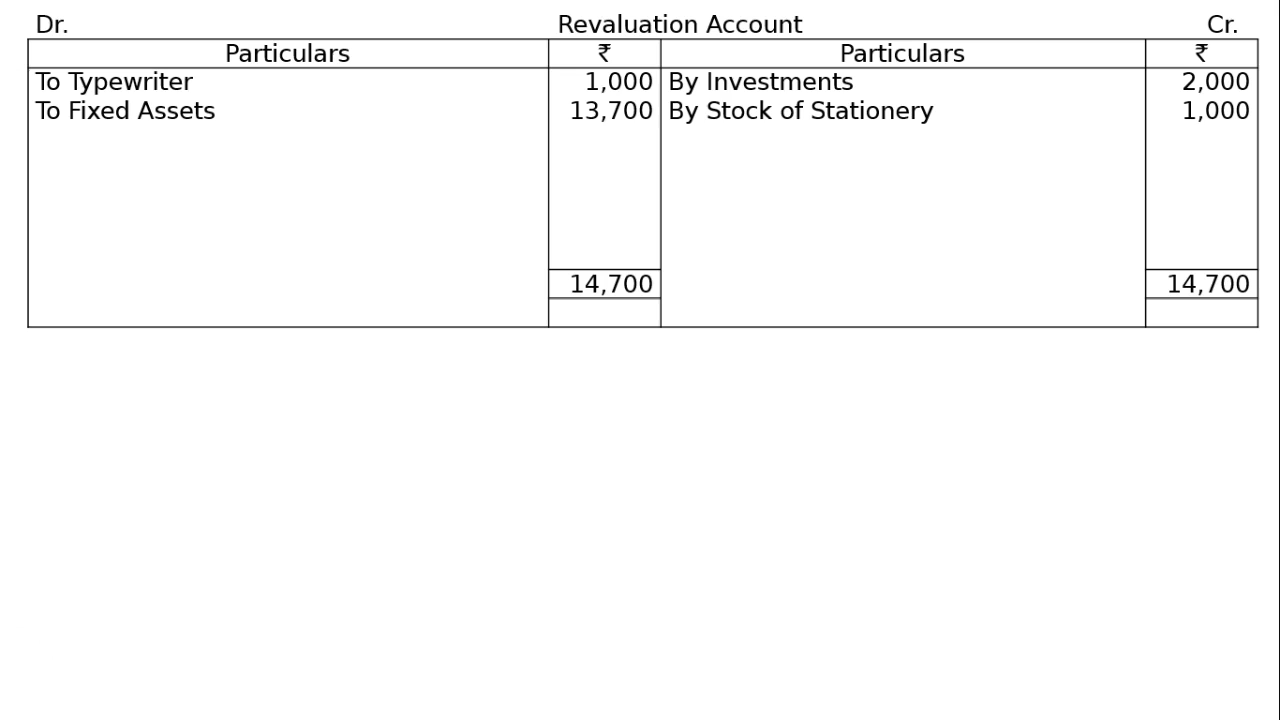 Dr. Revaluation Account Cr.
Particulars ₹ Particulars ₹
To Typewriter 1,000 By Investments 2,000
To Fixed Assets 13,700 By Stock of Stationery 1,000
14,700 14,700